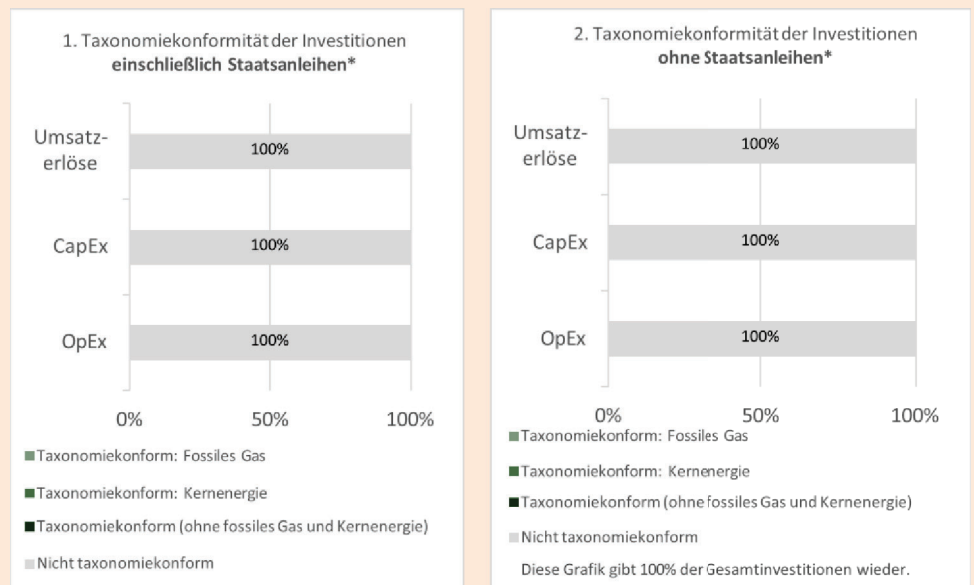 1. Taxonomiekonformität der Investitionen
einschließlich Staatsanleihen*
Umsatz-
erlöse
100%
CapEx
100%
OpEx
100%
0%
50%
100%
Taxonomiekonform: Fossiles Gas
Taxonomiekonform: Kernenergie
Taxonomiekonform (ohne fossiles Gas und Kernenergie)
Nicht taxonomiekonform
2. Taxonomiekonformität der Investitionen
ohne Staatsanleihen*
Umsatz-
erlöse
100%
CapEx
100%
OpEx
100%
0%
50%
100%
Taxonomiekonform: Fossiles Gas
Taxonomiekonform: Kernenergie
Taxonomiekonform (ohne fossiles Gas und Kernenergie)
Nicht taxonomiekonform
Diese Grafik gibt 100% der Gesamtinvestitionen wieder.